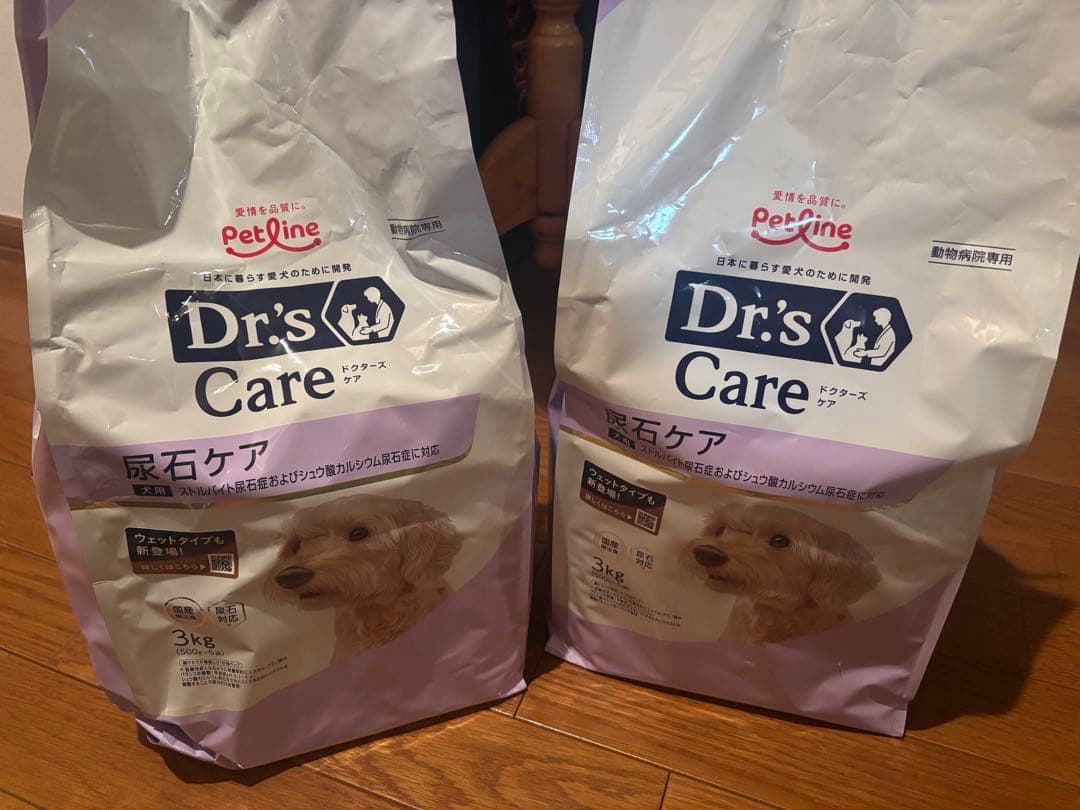 愛情を品質に。
Petline
動物病院専用
日本に暮らす愛犬のために開発
Dr.'s
Care
ドクターズ
ケア
尿石ケア
犬用 ストルバイト尿石症およびシュウ酸カルシウム尿石症に対応
ウェットタイプも
新登場!
詳しくはこちら▶
国産
尿石
対応
3kg
(500g×6袋)
愛情を品質に。
Petline
動物病院専用
日本に暮らす愛犬のために開発
Dr.'s
Care
ドクターズ
ケア
尿石ケア
犬用 ストルバイト尿石症およびシュウ酸カルシウム尿石症に対応
ウェットタイプも
新登場!
詳しくはこちら▶
国産
尿石
対応
3kg
(500g×6袋)